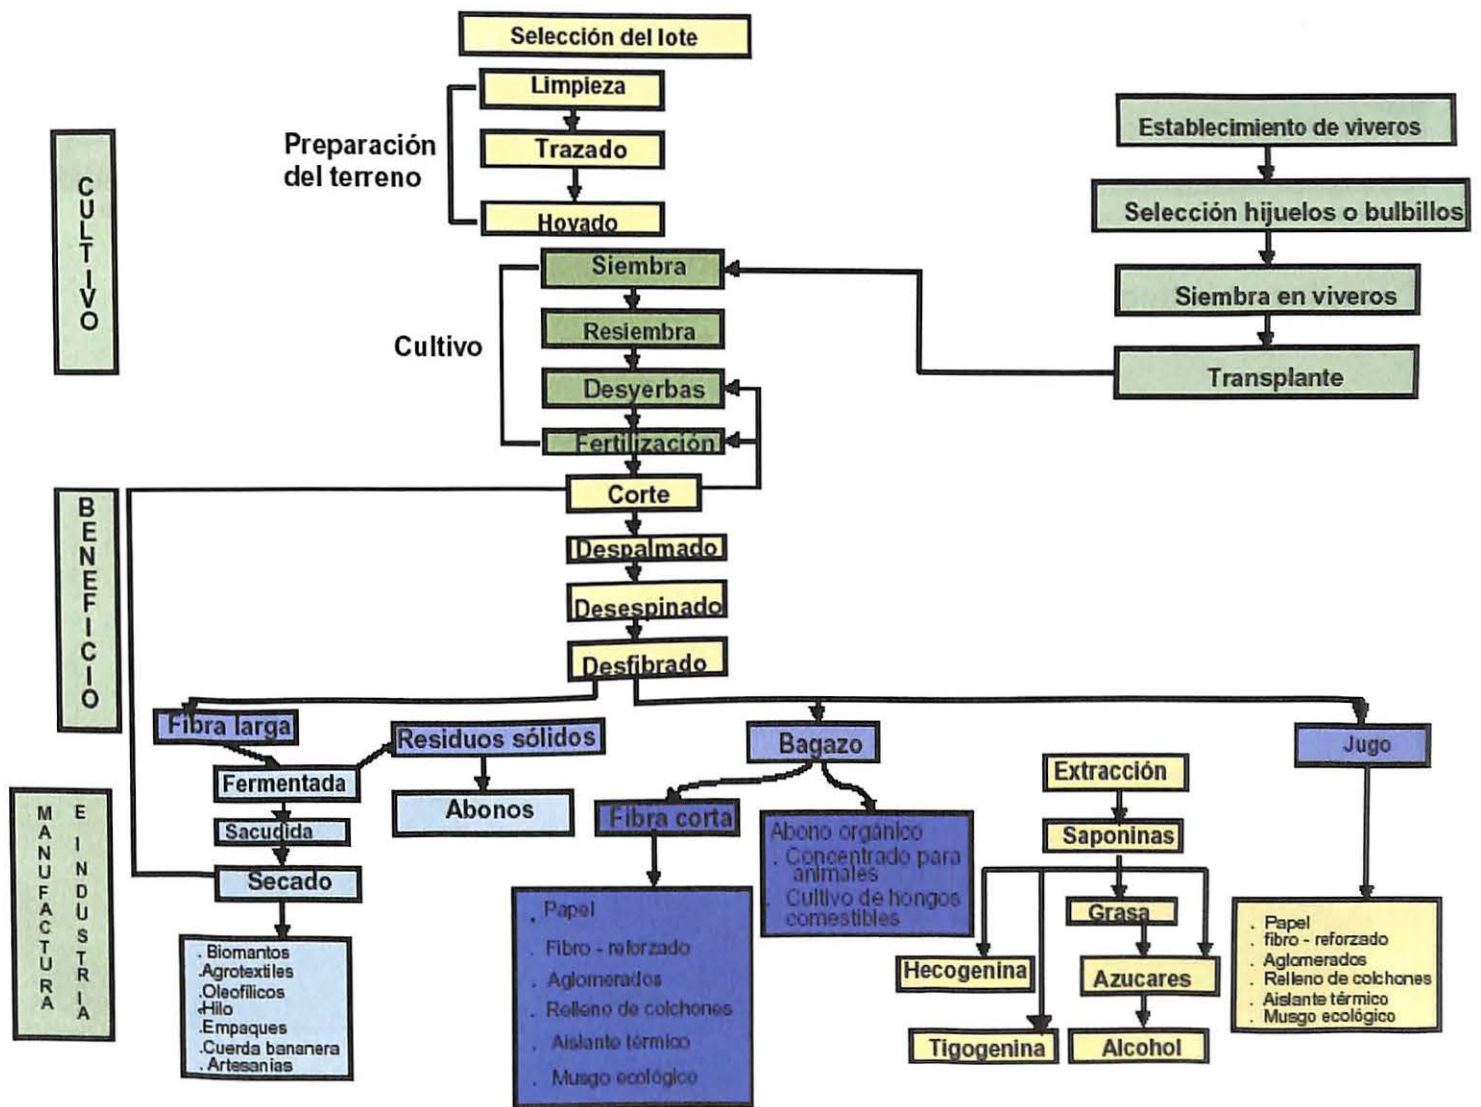 Selección del lote
Limpieza
Preparación
del terreno
Trazado
Hoyado
CULTIVO
Siembra
Resiembra
Cultivo
Desyerbas
Fertilización
Establecimiento de viveros
Selección hijuelos o bulbillos
Siembra en viveros
Transplante
BENEFICIO
Corte
Despalmado
Desespinado
Desfibrado
MANUFACTURA
E INDUSTRIA
Fibra larga
Residuos sólidos
Fermentada
Abonos
Sacudida
Secado
. Biomantos
.Agrotextiles
.Oleofílicos
.Hilo
.Empaques
.Cuerda bananera
. Artesanías
Bagazo
Fibra corta
. Papel
. Fibro - reforzado
. Aglomerados
. Relleno de colchones
. Aislante térmico
. Musgo ecológico
Abono orgánico
. Concentrado para
animales
. Cultivo de hongos
comestibles
Extracción
Saponinas
Grasa
Hecogenina
Azucares
Tigogenina
Alcohol
Jugo
. Papel
. fibro - reforzado
. Aglomerados
. Relleno de colchones
. Aislante térmico
. Musgo ecológico